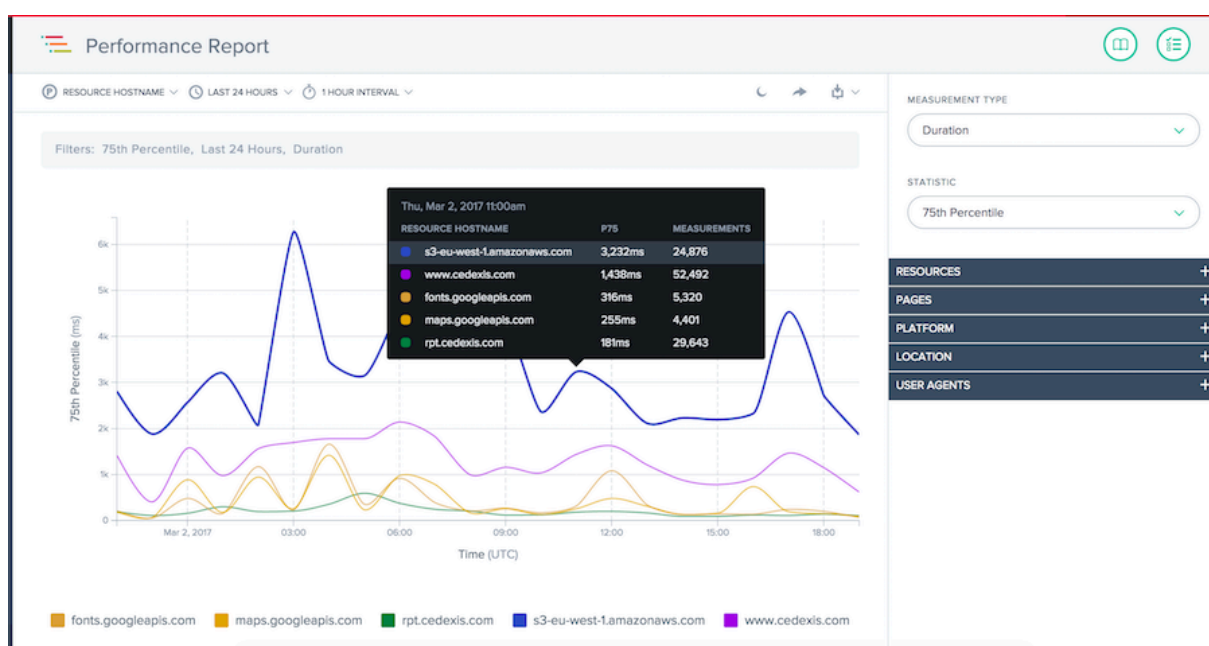 Performance Report
RESOURCE HOSTNAME LAST 24 HOURS 1 HOUR INTERVAL
MEASUREMENT TYPE
Duration
Filters: 75th Percentile, Last 24 Hours, Duration
STATISTIC
75th Percentile
RESOURCES +
PAGES +
PLATFORM +
LOCATION +
USER AGENTS +
Thu, Mar 2, 2017 11:00am
RESOURCE HOSTNAME P75 MEASUREMENTS
s3-eu-west-1.amazonaws.com 3,232ms 24,876
www.cedexis.com 1,438ms 52,492
fonts.googleapis.com 316ms 5,320
maps.googleapis.com 255ms 4,401
rpt.cedexis.com 181ms 29,643
75th Percentile (ms)
6k
5k
4k
3k
2k
1k
0
Mar 2, 2017 03:00 06:00 09:00 12:00 15:00 18:00
Time (UTC)
fonts.googleapis.com maps.googleapis.com rpt.cedexis.com s3-eu-west-1.amazonaws.com www.cedexis.com